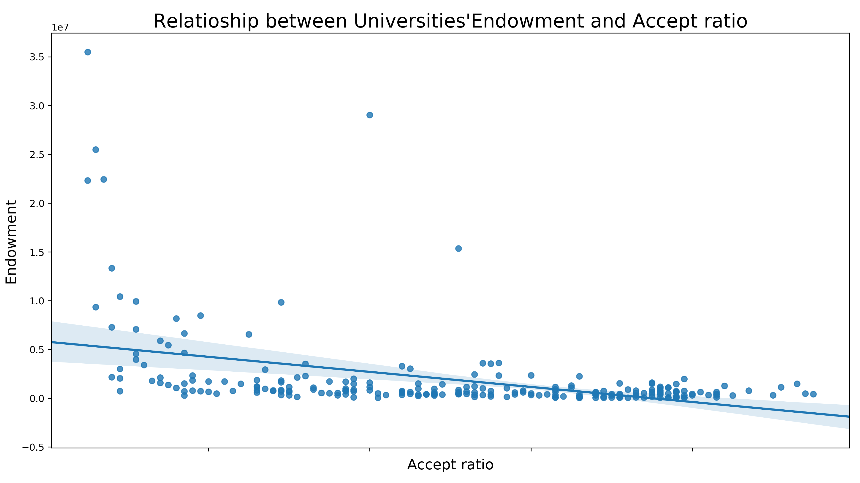 Relatioship between Universities'Endowment and Accept ratio
1e7
3.5
3.0
2.5
2.0
1.5
1.0
0.5
0.0
−0.5
Endowment
Accept ratio